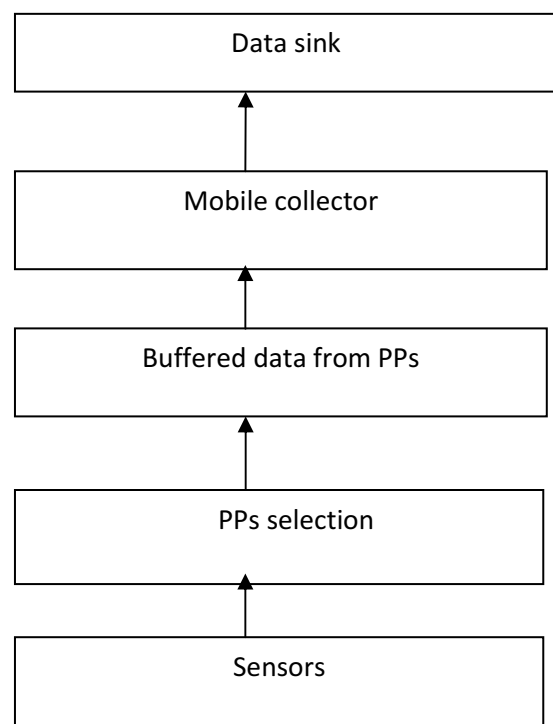 Data sink
Mobile collector
Buffered data from PPs
PPs selection
Sensors